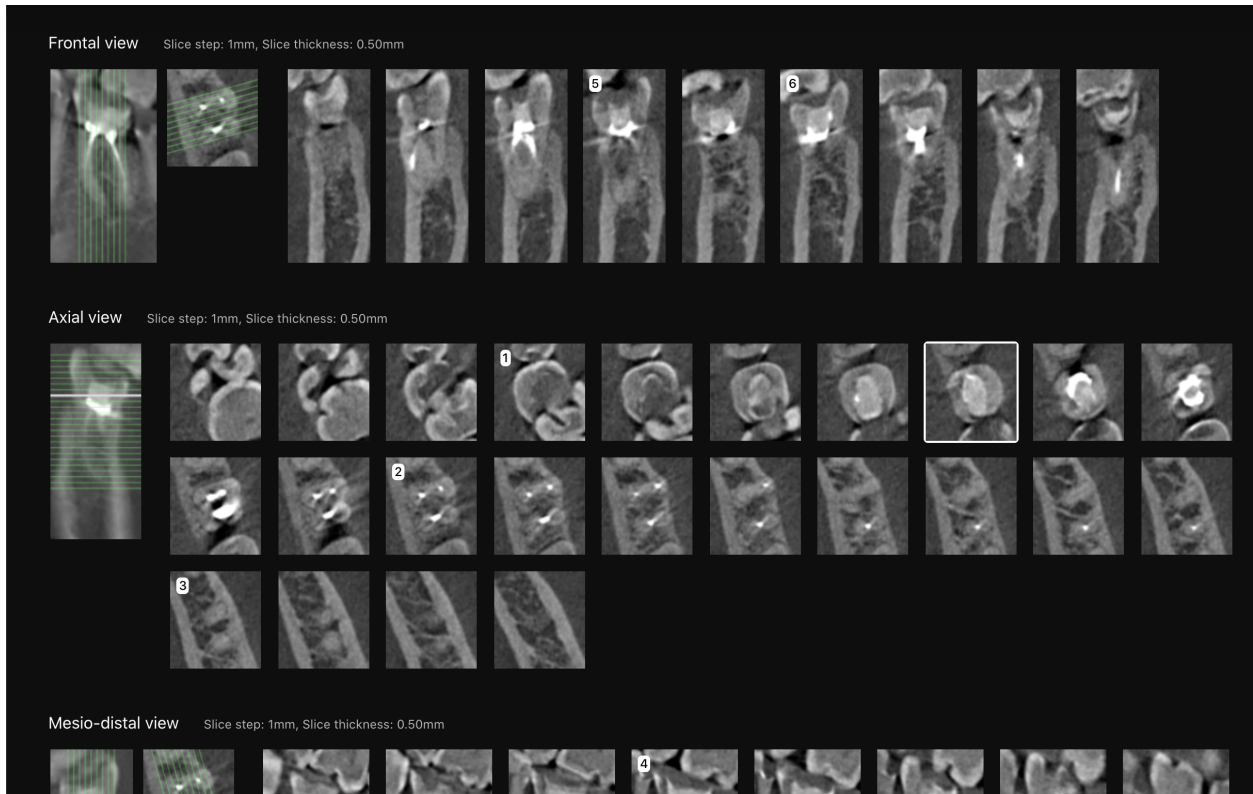 Frontal view Slice step: 1mm, Slice thickness: 0.50mm
5 6
Axial view Slice step: 1mm, Slice thickness: 0.50mm
1
2
3
Mesio-distal view Slice step: 1mm, Slice thickness: 0.50mm
4